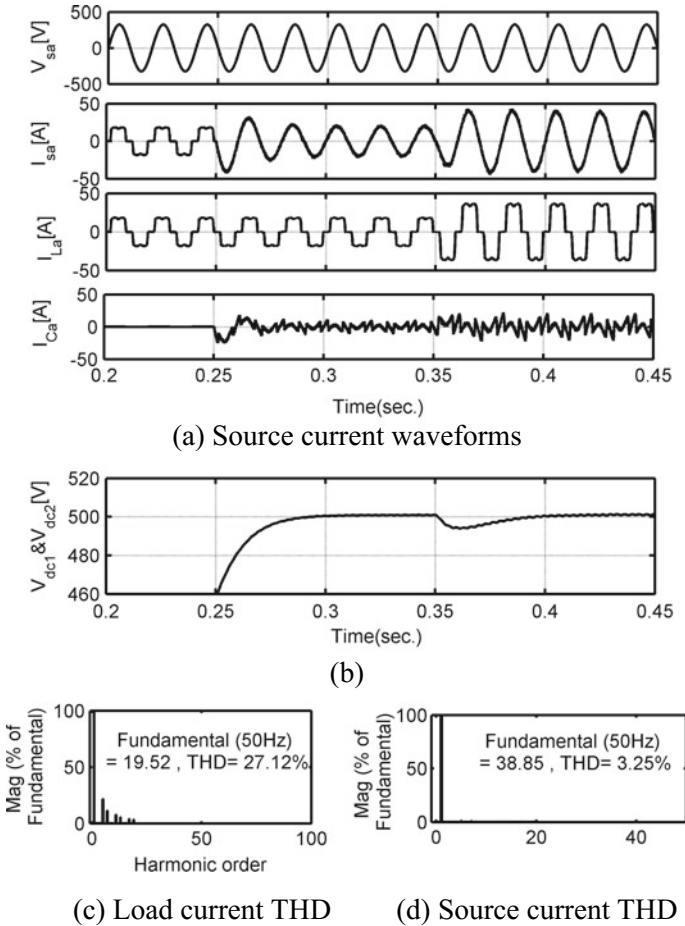 500
0
-500
V_sa[V]
50
0
-50
I_sa[A]
50
0
-50
I_La[A]
50
0
-50
I_Ca[A]
0.2 0.25 0.3 0.35 0.4 0.45
Time(sec.)
(a) Source current waveforms
520
500
480
460
V_dc1&V_dc2[V]
0.2 0.25 0.3 0.35 0.4 0.45
Time(sec.)
(b)
100
50
0
Mag (% of
Fundamental)
Fundamental (50Hz)
= 19.52 , THD= 27.12%
0 50 100
Harmonic order
(c) Load current THD
100
50
0
Mag (% of
Fundamental)
Fundamental (50Hz)
= 38.85 , THD= 3.25%
0 20 40
(d) Source current THD